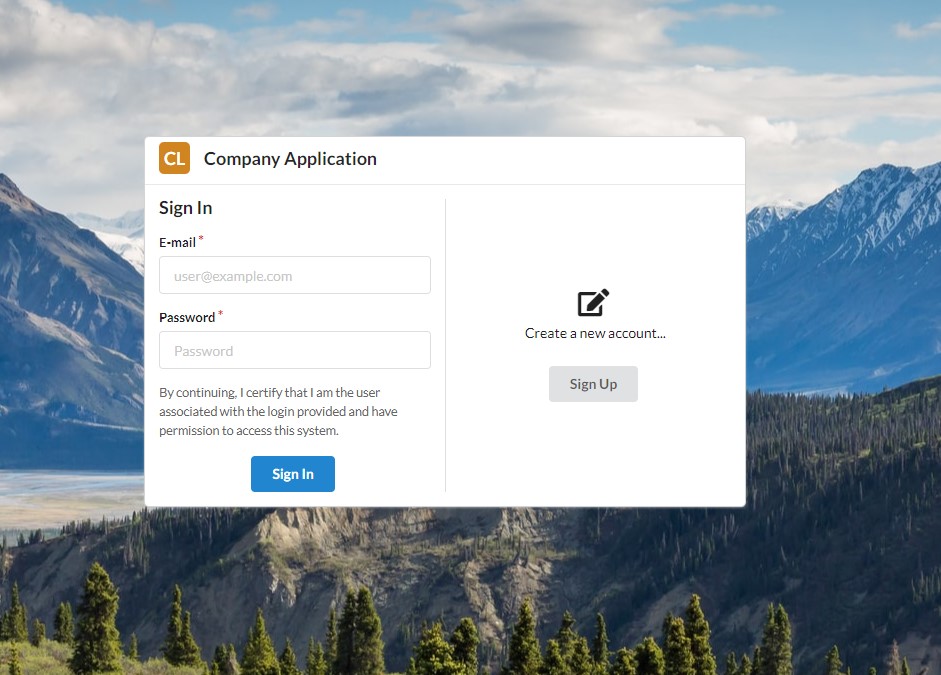 CL Company Application
Sign In
E-mail *
user@example.com
Password *
Password
By continuing, I certify that I am the user
associated with the login provided and have
permission to access this system.
Sign In
Create a new account...
Sign Up